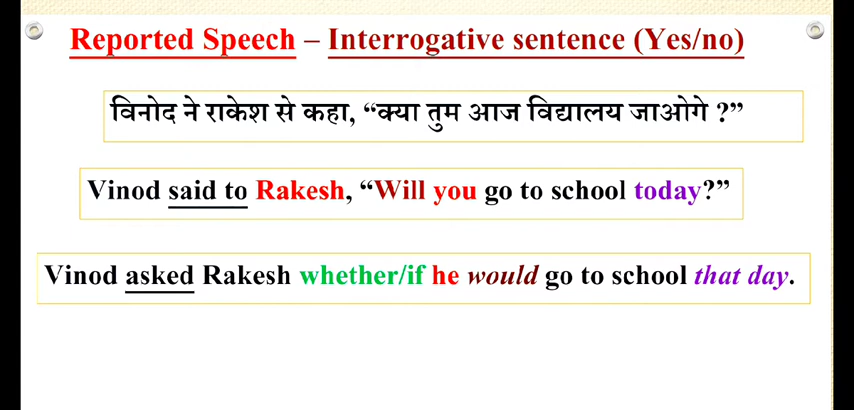 Reported Speech – Interrogative sentence (Yes/no)
विनोद ने राकेश से कहा, “क्या तुम आज विद्यालय जाओगे ?”
Vinod said to Rakesh, “Will you go to school today?”
Vinod asked Rakesh whether/if he would go to school that day.